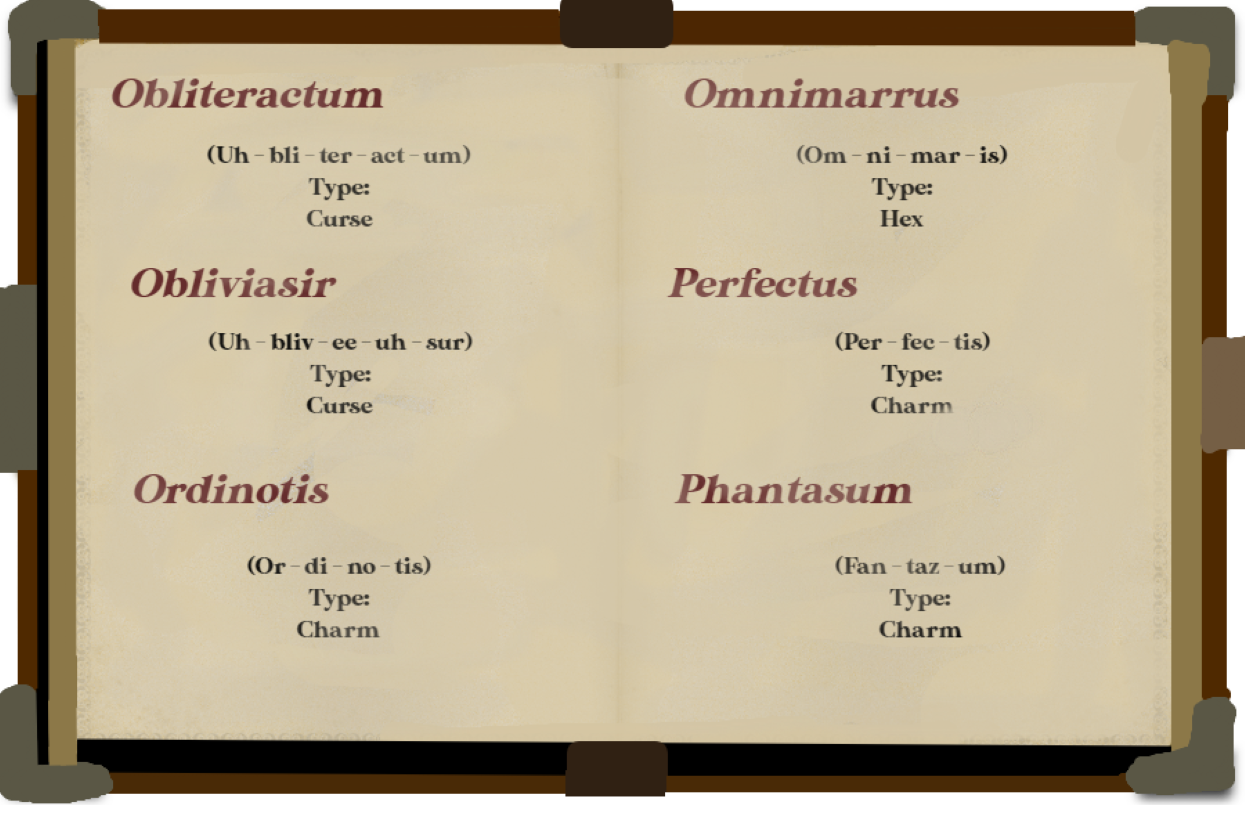 Obliteractum
(Uh - bli - ter - act - um)
Type:
Curse
Obliviasir
(Uh - bliv - ee - uh - sur)
Type:
Curse
Ordinotis
(Or - di - no - tis)
Type:
Charm
Omnimarrus
(Om - ni - mar - is)
Type:
Hex
Perfectus
(Per - fec - tis)
Type:
Charm
Phantasum
(Fan - taz - um)
Type:
Charm